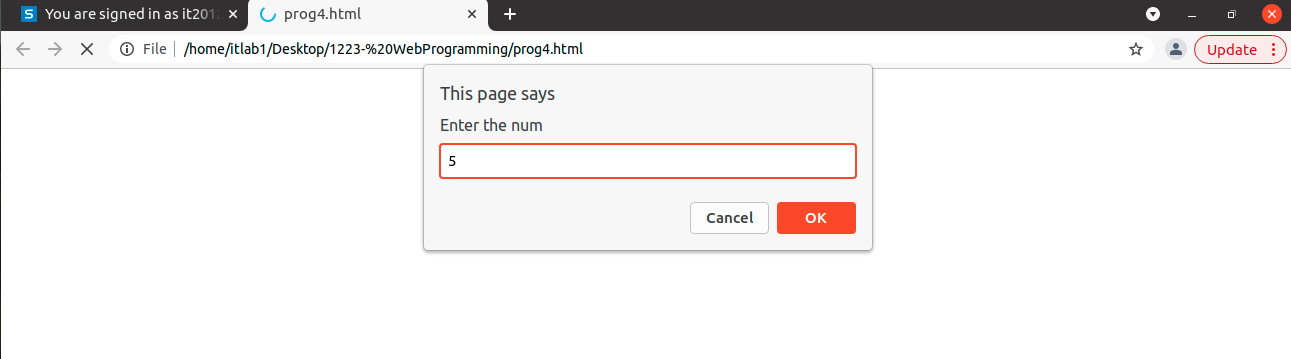 S You are signed in as it201
prog4.html
File /home/itlab1/Desktop/1223-%20WebProgramming/prog4.html
Update
This page says
Enter the num
5
Cancel OK